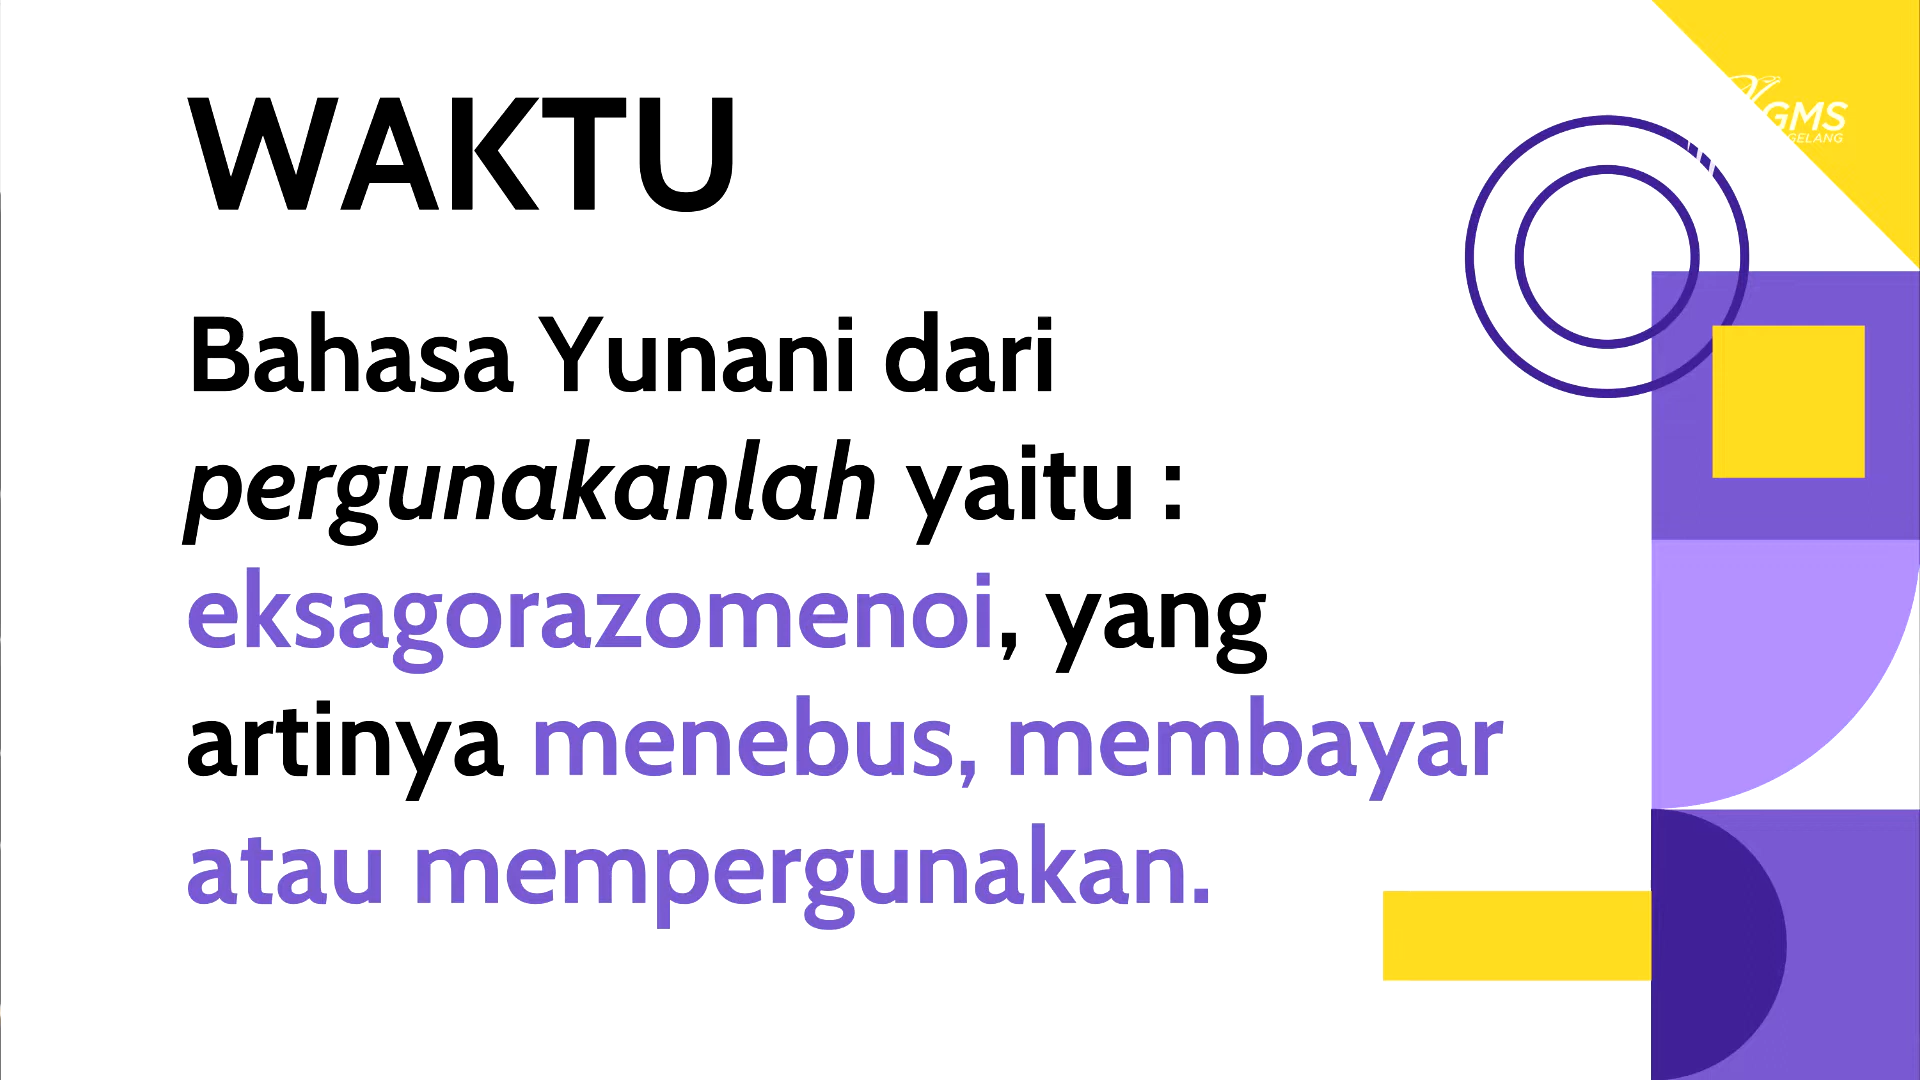 WAKTU
Bahasa Yunani dari
pergunakanlah yaitu :
eksagorazomenoi, yang
artinya menebus, membayar
atau mempergunakan.
GMS